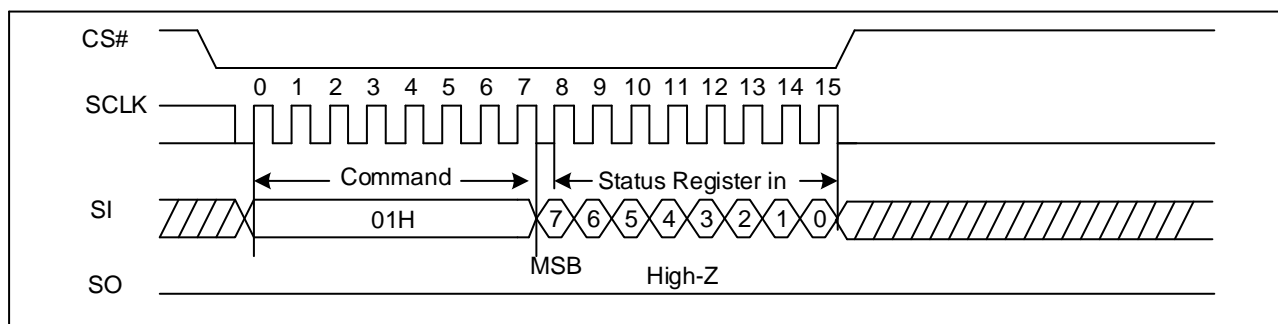 CS#
0 1 2 3 4 5 6 7 8 9 10 11 12 13 14 15
SCLK
Command Status Register in
SI 01H 7 6 5 4 3 2 1 0
MSB High-Z
SO